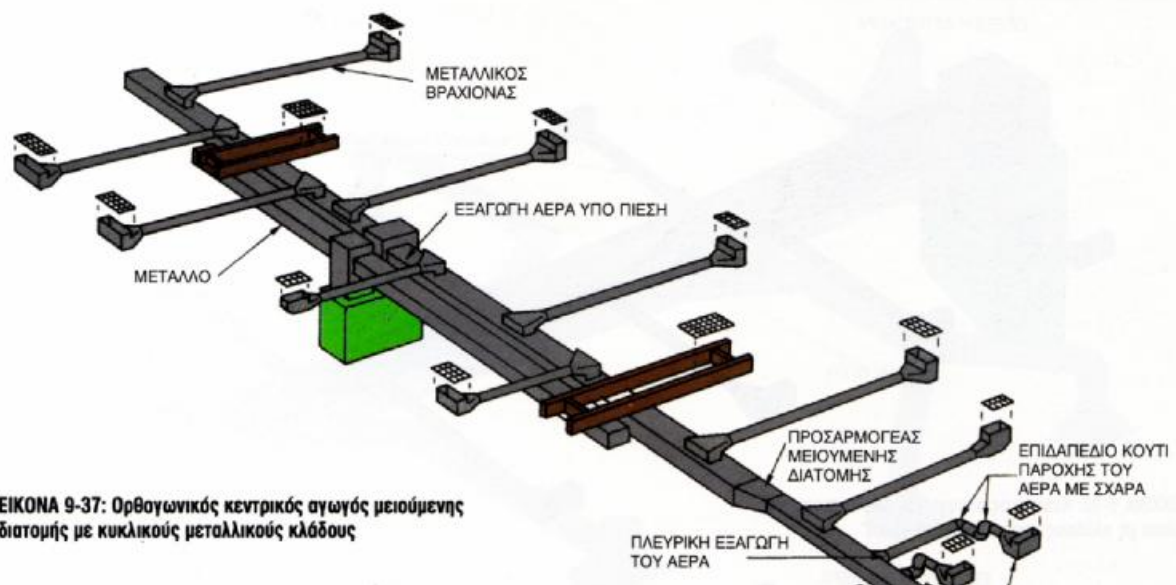 ΜΕΤΑΛΛΙΚΟΣ
ΒΡΑΧΙΟΝΑΣ
ΕΞΑΓΩΓΗ ΑΕΡΑ ΥΠΟ ΠΙΕΣΗ
ΜΕΤΑΛΛΟ
ΠΡΟΣΑΡΜΟΓΕΑΣ
ΜΕΙΟΥΜΕΝΗΣ
ΔΙΑΤΟΜΗΣ
ΕΠΙΔΑΠΕΔΙΟ ΚΟΥΤΙ
ΠΑΡΟΧΗΣ ΤΟΥ
ΑΕΡΑ ΜΕ ΣΧΑΡΑ
ΕΙΚΟΝΑ 9-37: Ορθογωνικός κεντρικός αγωγός μειούμενης
διατομής με κυκλικούς μεταλλικούς κλάδους
ΠΛΕΥΡΙΚΗ ΕΞΑΓΩΓΗ
ΤΟΥ ΑΕΡΑ